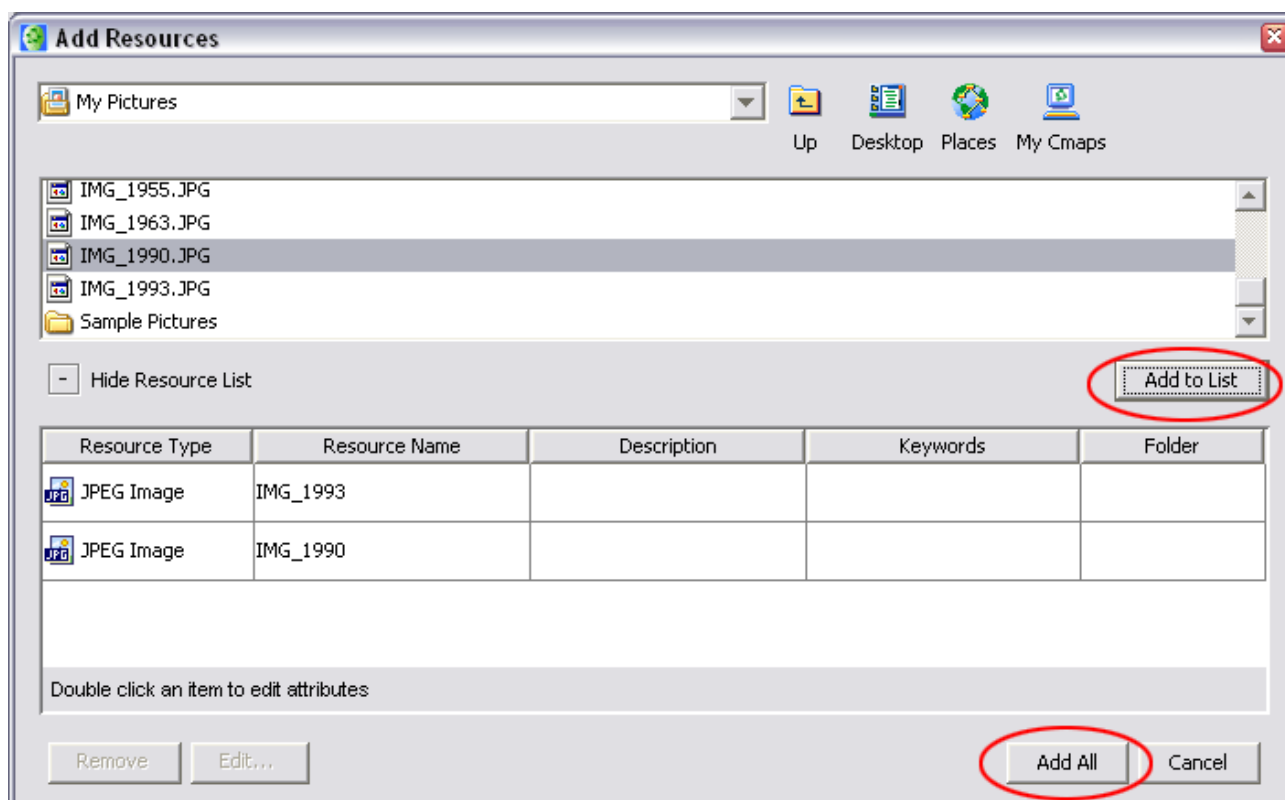 Add Resources
My Pictures
Up Desktop Places My Cmaps
IMG_1955.JPG
IMG_1963.JPG
IMG_1990.JPG
IMG_1993.JPG
Sample Pictures
- Hide Resource List Add to List
Resource Type Resource Name Description Keywords Folder
JPG JPEG Image IMG_1993
JPG JPEG Image IMG_1990
Double click an item to edit attributes
Remove Edit... Add All Cancel